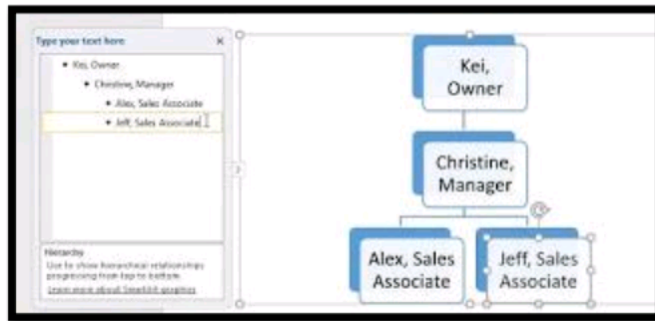 Type your text here
Kei, Owner
Christine, Manager
Alex, Sales Associate
Jeff, Sales Associate
Hierarchy
Use to show hierarchical relationships
progressing from top to bottom.
Learn more about SmartArt graphics
Kei,
Owner
Christine,
Manager
Alex, Sales
Associate
Jeff, Sales
Associate